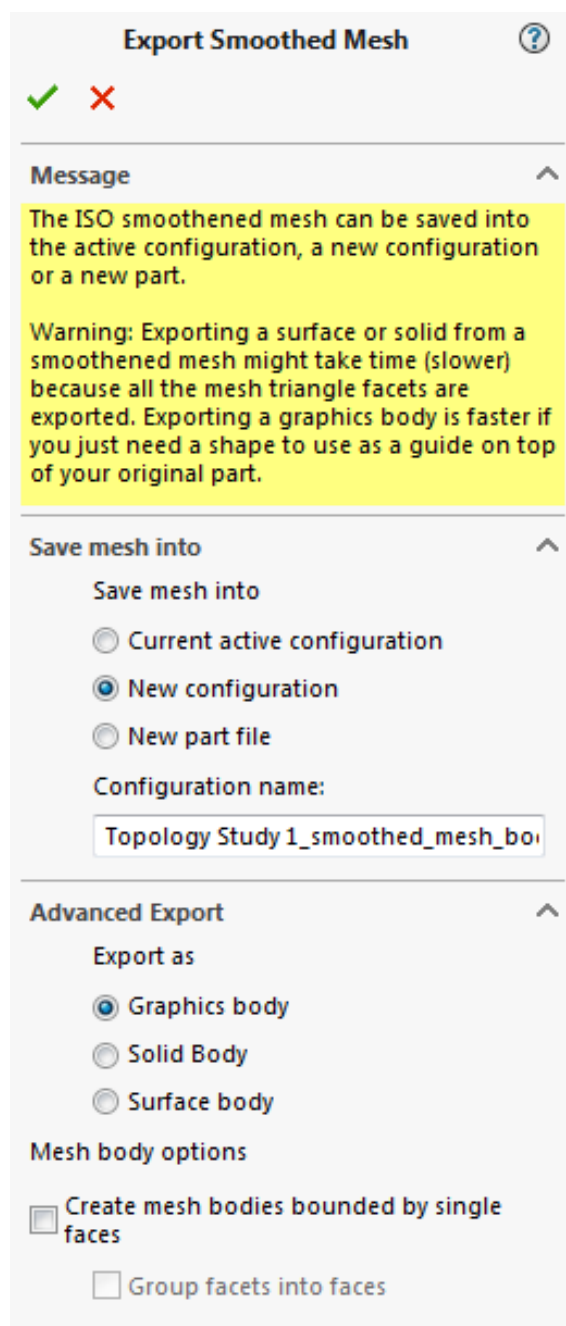 Export Smoothed Mesh
Message
The ISO smoothened mesh can be saved into
the active configuration, a new configuration
or a new part.
Warning: Exporting a surface or solid from a
smoothened mesh might take time (slower)
because all the mesh triangle facets are
exported. Exporting a graphics body is faster if
you just need a shape to use as a guide on top
of your original part.
Save mesh into
Save mesh into
Current active configuration
New configuration
New part file
Configuration name:
Topology Study 1_smoothed_mesh_bo
Advanced Export
Export as
Graphics body
Solid Body
Surface body
Mesh body options
Create mesh bodies bounded by single
faces
Group facets into faces